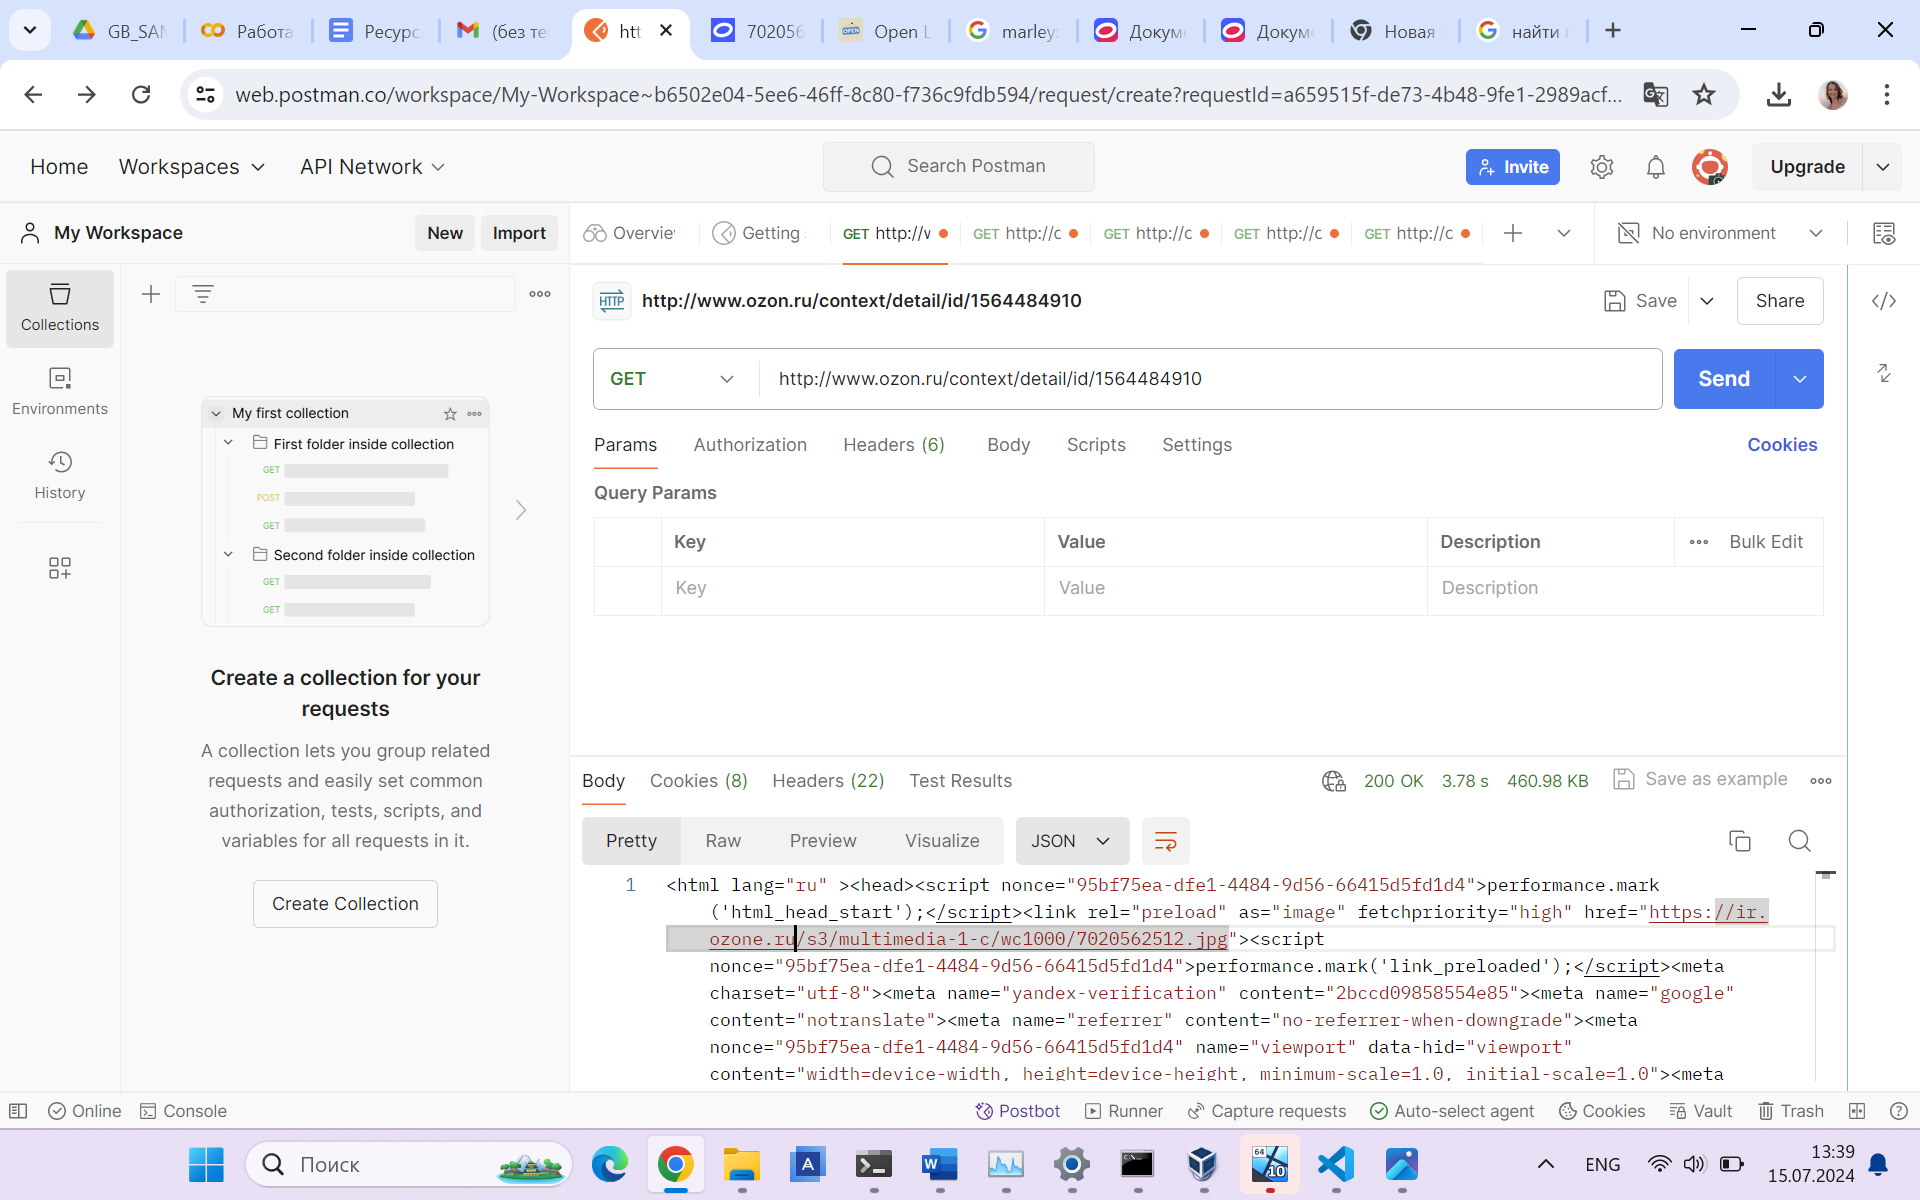 GB_SAM
Работа
Ресурс
(без те
htt
702056
Open L
marley
Докум
Докум
Новая
найти
web.postman.co/workspace/My-Workspace~b6502e04-5ee6-46ff-8c80-f736c9fdb594/request/create?requestId=a659515f-de73-4b48-9fe1-2989acf...
Home Workspaces API Network
Search Postman
Invite
Upgrade
My Workspace
New Import
Overvie
Getting
GET http://w
GET http://c
GET http://c
GET http://c
GET http://c
No environment
Collections
Environments
History
HTTP http://www.ozon.ru/context/detail/id/1564484910
Save Share
GET http://www.ozon.ru/context/detail/id/1564484910
Send
Params Authorization Headers (6) Body Scripts Settings Cookies
Query Params
Key Value Description Bulk Edit
Key Value Description
My first collection
First folder inside collection
GET
POST
GET
Second folder inside collection
GET
GET
Create a collection for your
requests
A collection lets you group related
requests and easily set common
authorization, tests, scripts, and
variables for all requests in it.
Create Collection
Body Cookies (8) Headers (22) Test Results
200 OK 3.78 s 460.98 KB Save as example
Pretty Raw Preview Visualize JSON
1 <html lang="ru" ><head><script nonce="95bf75ea-dfe1-4484-9d56-66415d5fd1d4">performance.mark
('html_head_start');</script><link rel="preload" as="image" fetchpriority="high" href="https://ir.
ozone.ru/s3/multimedia-1-c/wc1000/7020562512.jpg"><script
nonce="95bf75ea-dfe1-4484-9d56-66415d5fd1d4">performance.mark('link_preloaded');</script><meta
charset="utf-8"><meta name="yandex-verification" content="2bccd09858554e85"><meta name="google"
content="notranslate"><meta name="referrer" content="no-referrer-when-downgrade"><meta
nonce="95bf75ea-dfe1-4484-9d56-66415d5fd1d4" name="viewport" data-hid="viewport"
content="width=device-width, height=device-height, minimum-scale=1.0, initial-scale=1.0"><meta
Online Console
Postbot Runner Capture requests Auto-select agent Cookies Vault Trash
Поиск
64
10
ENG
13:39
15.07.2024